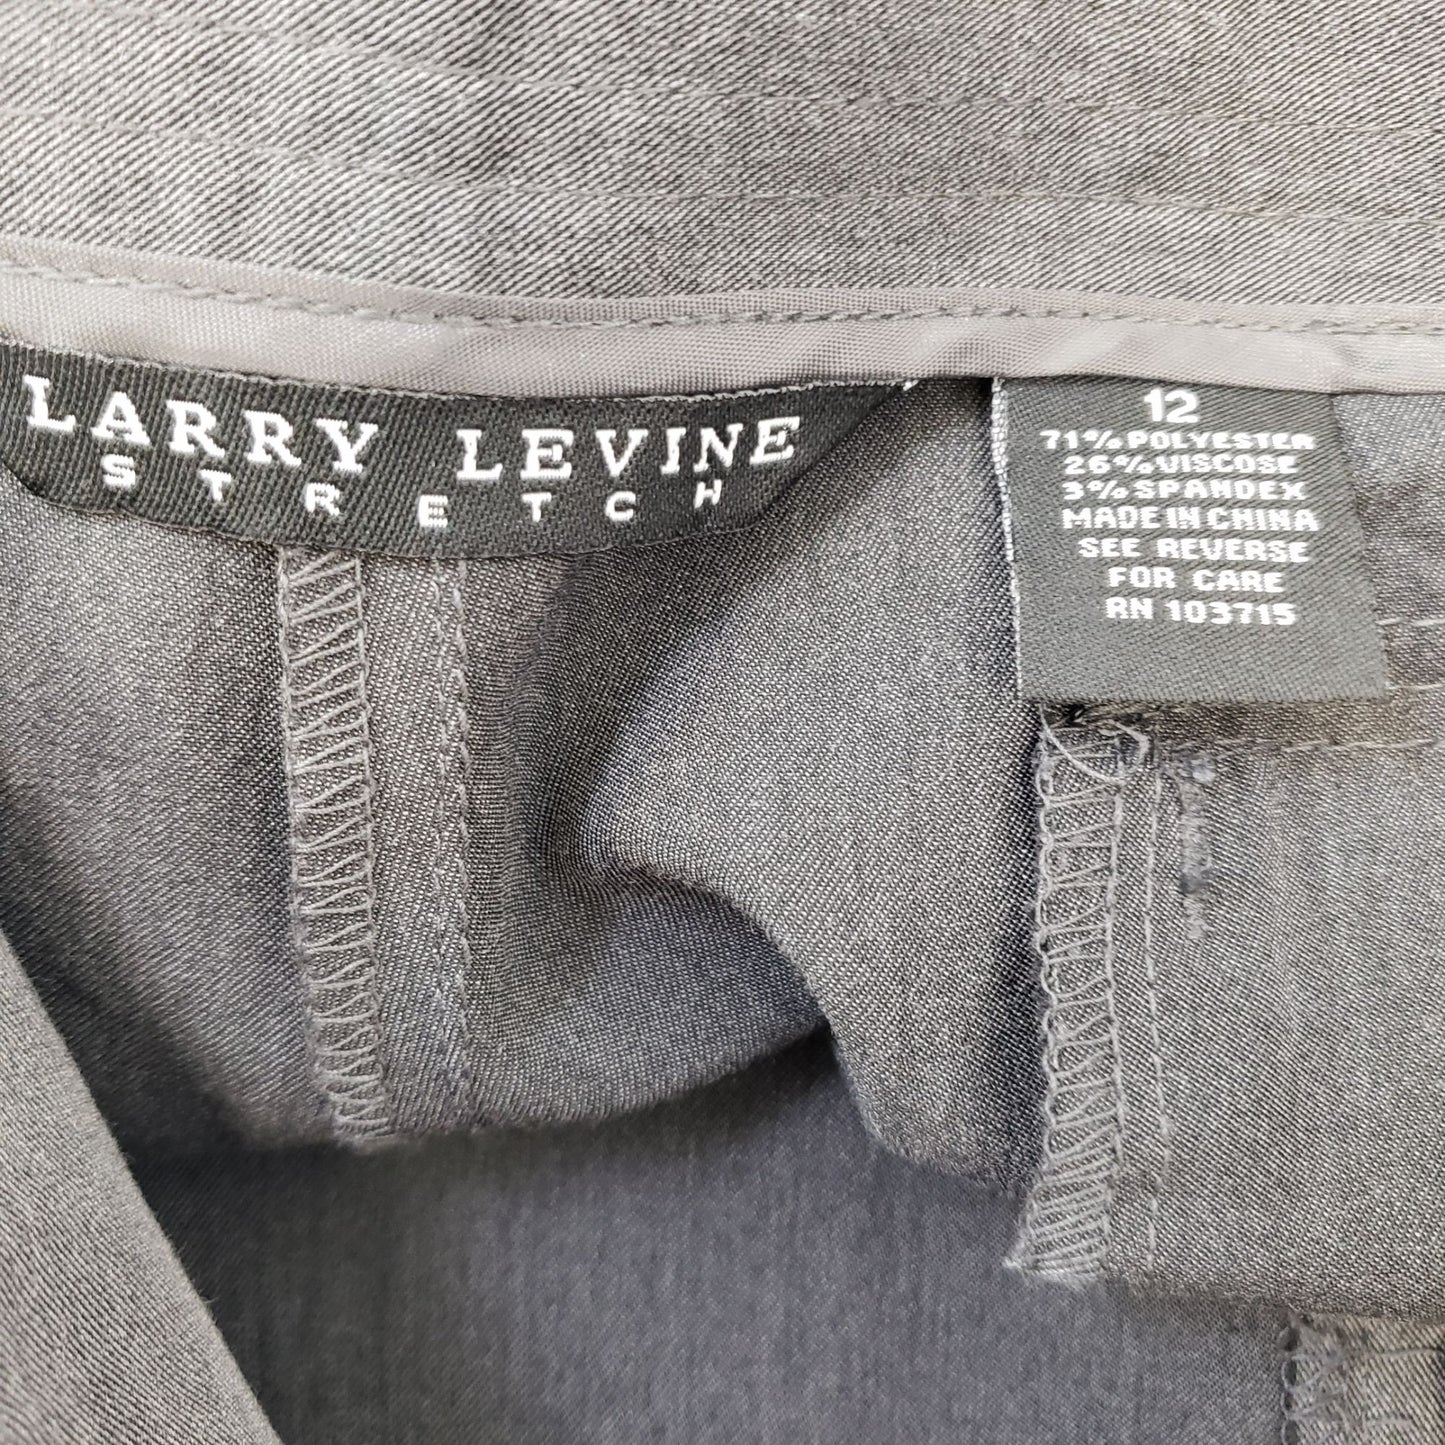 LARRY LEVINE
STRETCH
12
71% POLYESTER
26% VISCOSE
3% SPANDEX
MADE IN CHINA
SEE REVERSE
FOR CARE
RN 103715